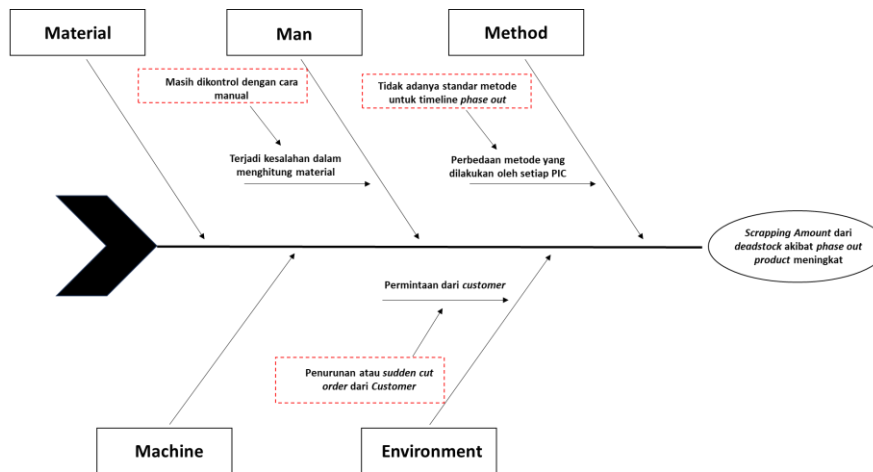 Material
Man
Method
Masih dikontrol dengan cara
manual
Tidak adanya standar metode
untuk timeline phase out
Terjadi kesalahan dalam
menghitung material
Perbedaan metode yang
dilakukan oleh setiap PIC
Scrapping Amount dari
deadstock akibat phase out
product meningkat
Permintaan dari customer
Penurunan atau sudden cut
order dari Customer
Machine
Environment